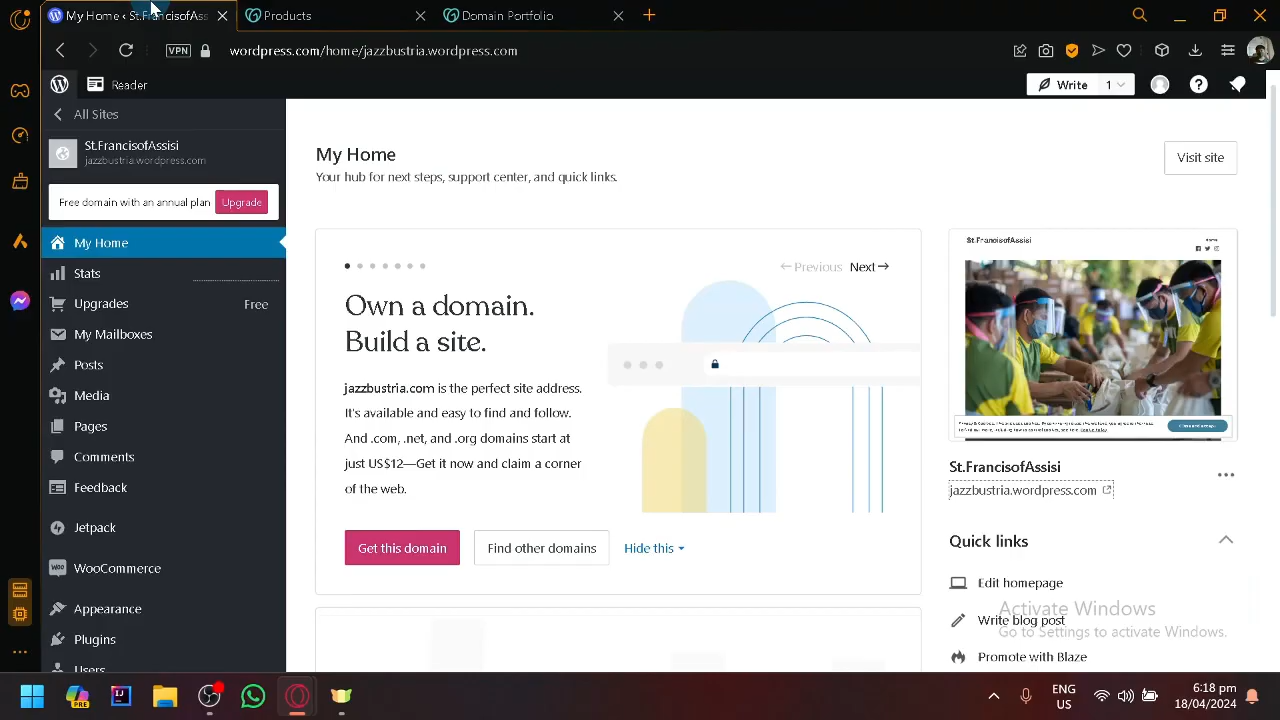 My Home ‹ St.FrancisofAss
Products
Domain Portfolio
VPN
wordpress.com/home/jazzbustria.wordpress.com
Reader
Write 1
All Sites
St.FrancisofAssisi
jazzbustria.wordpress.com
Free domain with an annual plan Upgrade
My Home
Stats
Upgrades Free
My Mailboxes
Posts
Media
Pages
Comments
Feedback
Jetpack
WooCommerce
Appearance
Plugins
Users
My Home
Your hub for next steps, support center, and quick links.
Visit site
Previous Next
Own a domain.
Build a site.
jazzbustria.com is the perfect site address.
It's available and easy to find and follow.
And .com, .net, and .org domains start at
just US$12—Get it now and claim a corner
of the web.
Get this domain
Find other domains
Hide this
St.FrancisofAssisi
Home
Close and accept
St.FrancisofAssisi
jazzbustria.wordpress.com
Quick links
Edit homepage
Write blog post
Promote with Blaze
Activate Windows
Go to Settings to activate Windows.
PRE
ENG
US
6:18 pm
18/04/2024